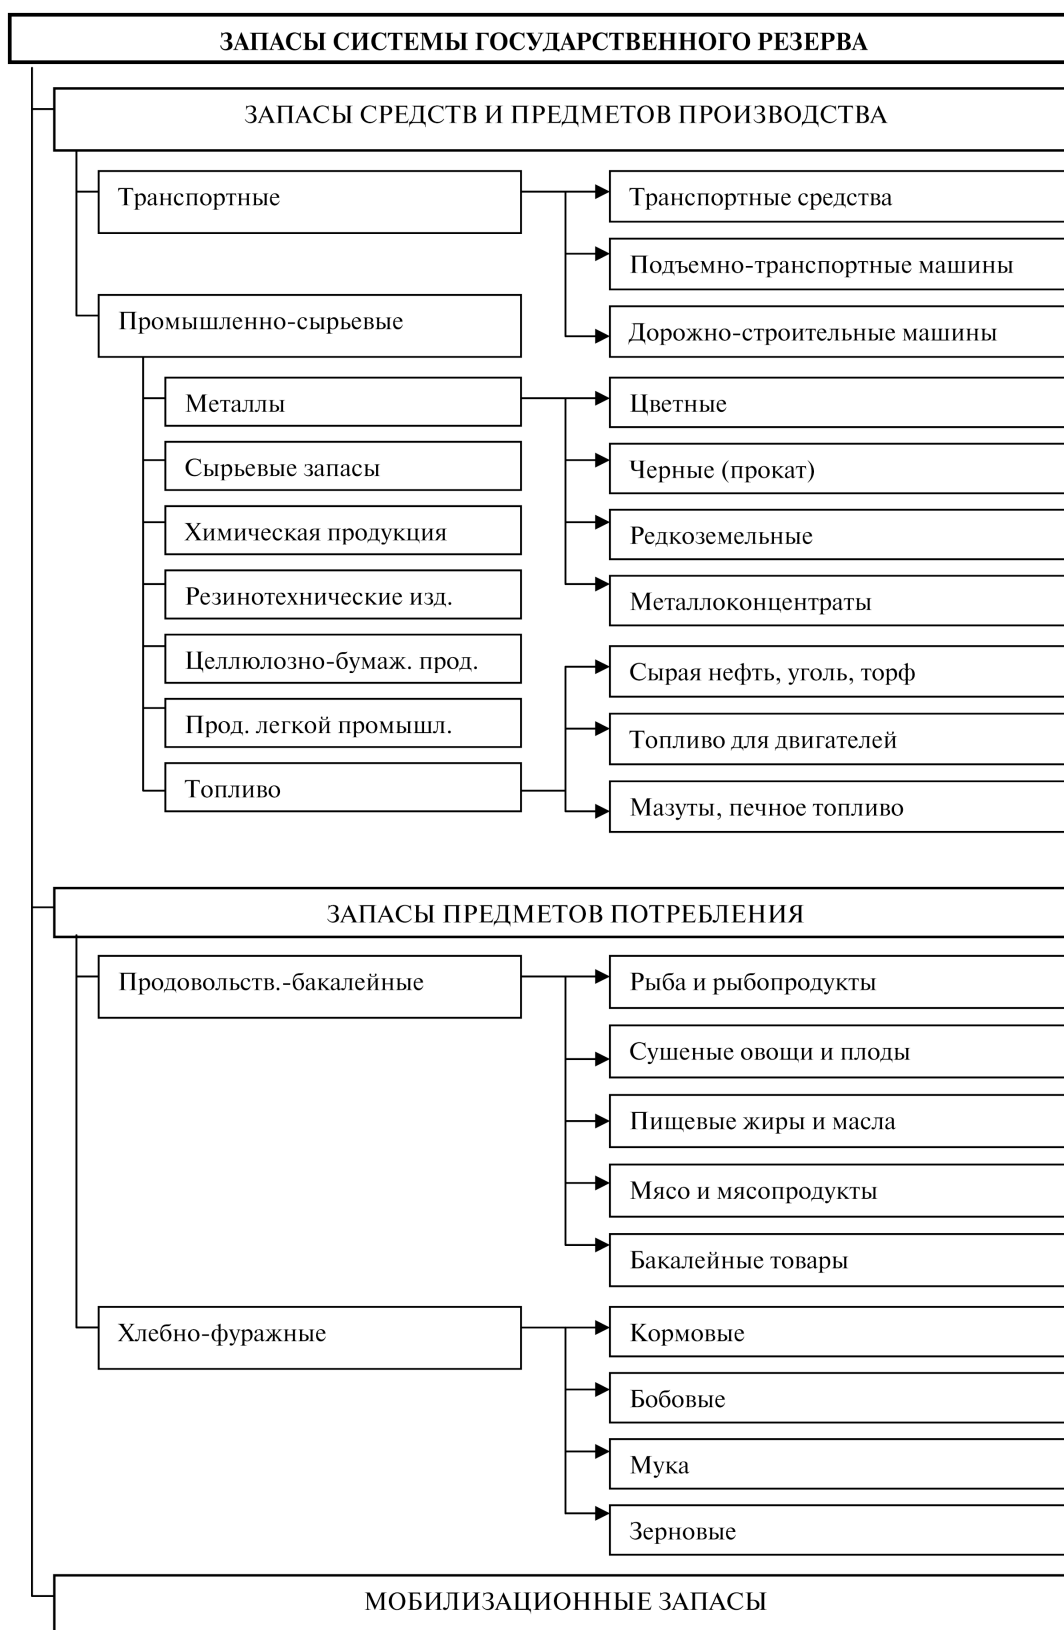 ЗАПАСЫ СИСТЕМЫ ГОСУДАРСТВЕННОГО РЕЗЕРВА
ЗАПАСЫ СРЕДСТВ И ПРЕДМЕТОВ ПРОИЗВОДСТВА
Транспортные
Транспортные средства
Подъемно-транспортные машины
Дорожно-строительные машины
Промышленно-сырьевые
Металлы
Цветные
Черные (прокат)
Редкоземельные
Металлоконцентраты
Сырьевые запасы
Химическая продукция
Резинотехнические изд.
Целлюлозно-бумаж. прод.
Прод. легкой промышл.
Топливо
Сырая нефть, уголь, торф
Топливо для двигателей
Мазуты, печное топливо
ЗАПАСЫ ПРЕДМЕТОВ ПОТРЕБЛЕНИЯ
Продовольств.-бакалейные
Рыба и рыбопродукты
Сушеные овощи и плоды
Пищевые жиры и масла
Мясо и мясопродукты
Бакалейные товары
Хлебно-фуражные
Кормовые
Бобовые
Мука
Зерновые
МОБИЛИЗАЦИОННЫЕ ЗАПАСЫ